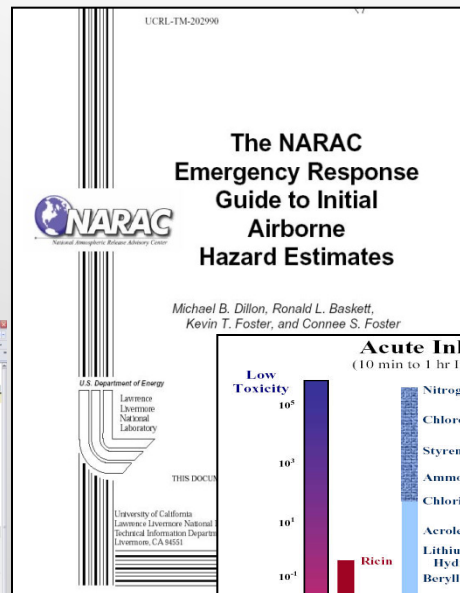 UCRL-TM-202990
The NARAC
Emergency Response
Guide to Initial
Airborne
Hazard Estimates
NARAC
National Atmospheric Release Advisory Center
Michael B. Dillon, Ronald L. Baskett,
Kevin T. Foster, and Connee S. Foster
U.S. Department of Energy
Lawrence
Livermore
National
Laboratory
THIS DOCUM
University of California
Lawrence Livermore National
Technical Information Departm
Livermore, CA 94551
Acute Inl
(10 min to 1 hr
Low
Toxicity
10⁵
10³
10¹
10⁻¹
Ricin
Nitrog
Chloro
Styren
Ammo
Chlori
Acrole
Lithiu
Hyd
Beryll